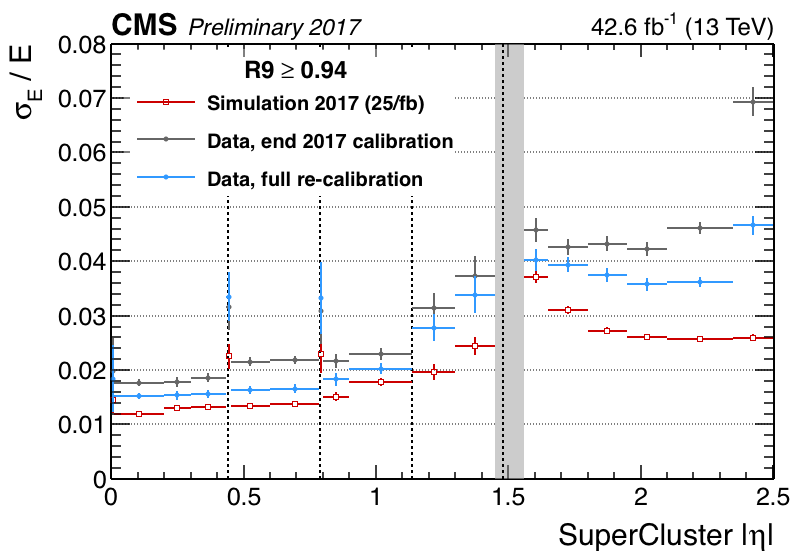 CMS Preliminary 2017 42.6 fb⁻¹ (13 TeV)
σ_E / E
R9 ≥ 0.94
Simulation 2017 (25/fb)
Data, end 2017 calibration
Data, full re-calibration
0.08
0.07
0.06
0.05
0.04
0.03
0.02
0.01
0
0 0.5 1 1.5 2 2.5
SuperCluster |η|